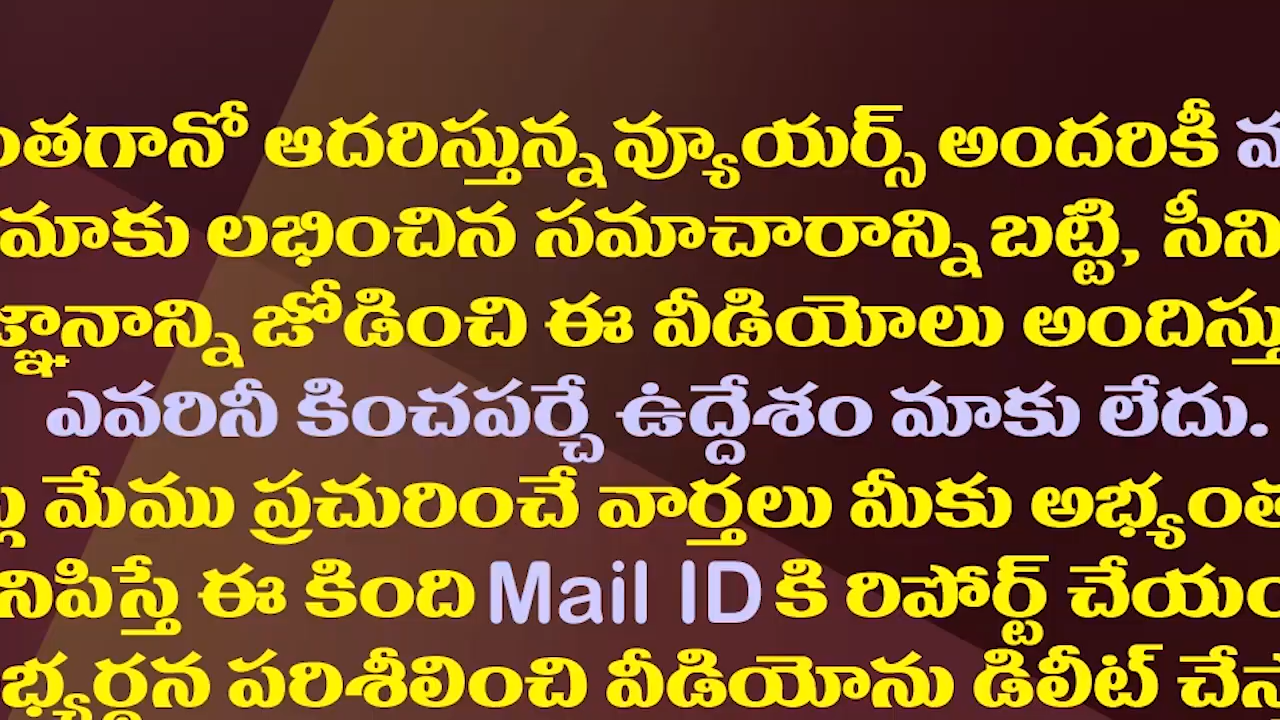 ంతగానో ఆదరిస్తున్న వ్యూయర్స్ అందరికీ
మాకు లభించిన సమాచారాన్ని బట్టి, సీని
జ్ఞానాన్ని జోడించి ఈ వీడియోలు అందిస్తు
ఎవరినీ కించపర్చే ఉద్దేశం మాకు లేదు.
మేము ప్రచురించే వార్తలు మీకు అభ్యంత
నిపిస్తే ఈ కింది Mail ID కి రిపోర్ట్ చేయం
భ్యర్థన పరిశీలించి వీడియోను డిలీట్ చేస